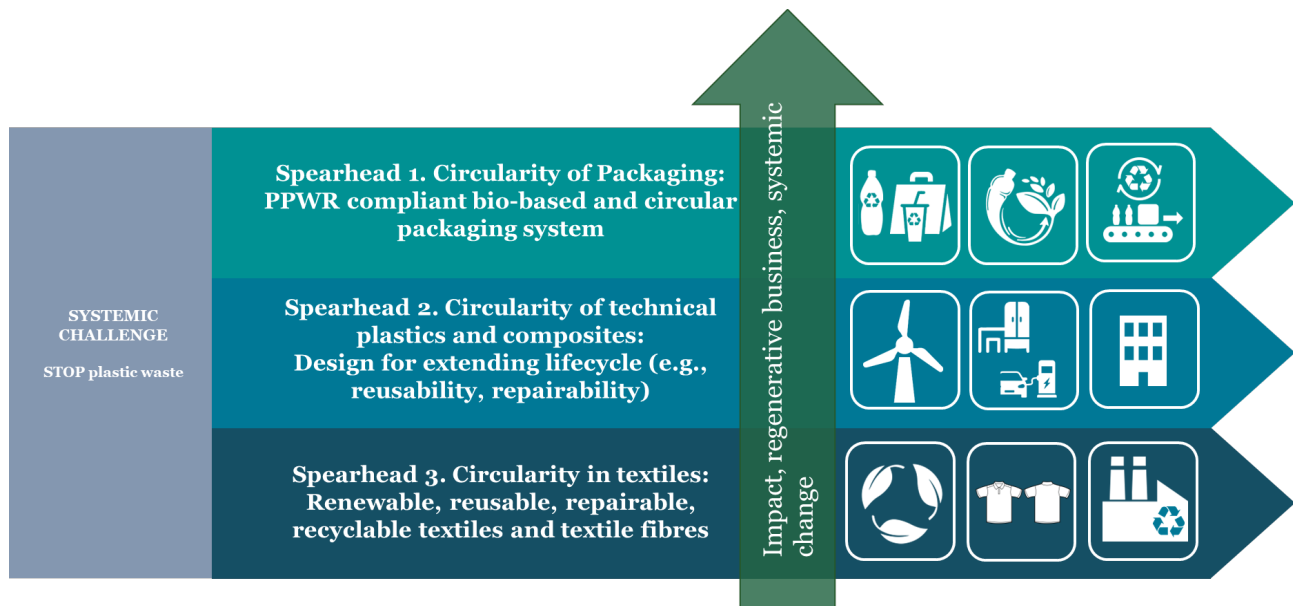 SYSTEMIC
CHALLENGE
STOP plastic waste
Spearhead 1. Circularity of Packaging:
PPWR compliant bio-based and circular
packaging system
Spearhead 2. Circularity of technical
plastics and composites:
Design for extending lifecycle (e.g.,
reusability, repairability)
Spearhead 3. Circularity in textiles:
Renewable, reusable, repairable,
recyclable textiles and textile fibres
Impact, regenerative business, systemic
change